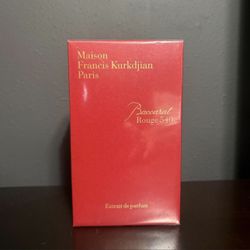 Maison
Francis Kurkdjian
Paris
Baccarat
Rouge 540
Extrait de parfum